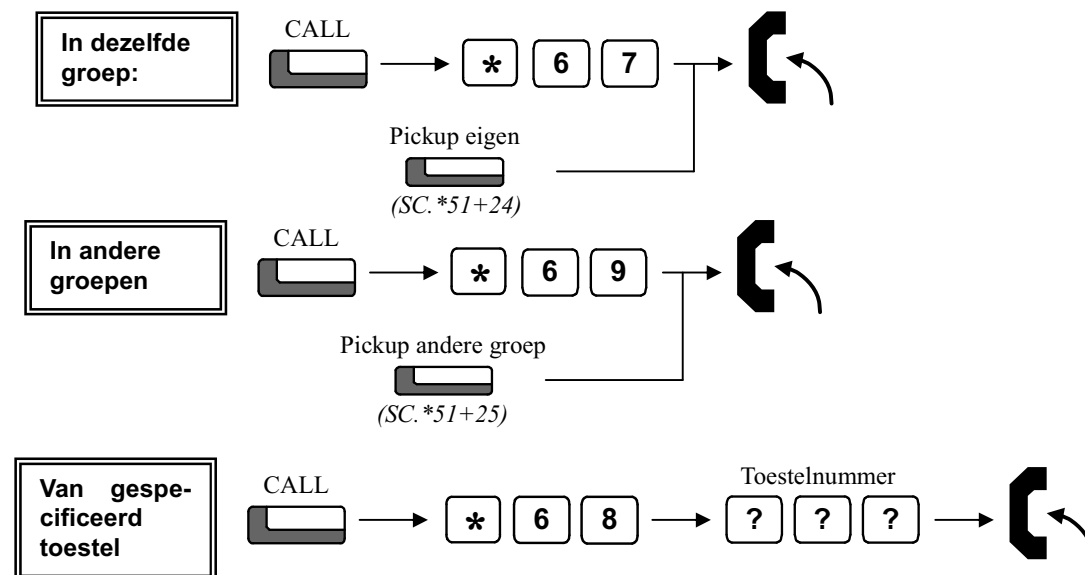 In dezelfde
groep:
CALL
* 6 7
Pickup eigen
(SC.*51+24)
In andere
groepen
CALL
* 6 9
Pickup andere groep
(SC.*51+25)
Van gespe-
cificeerd
toestel
CALL
* 6 8
Toestelnummer
? ? ?